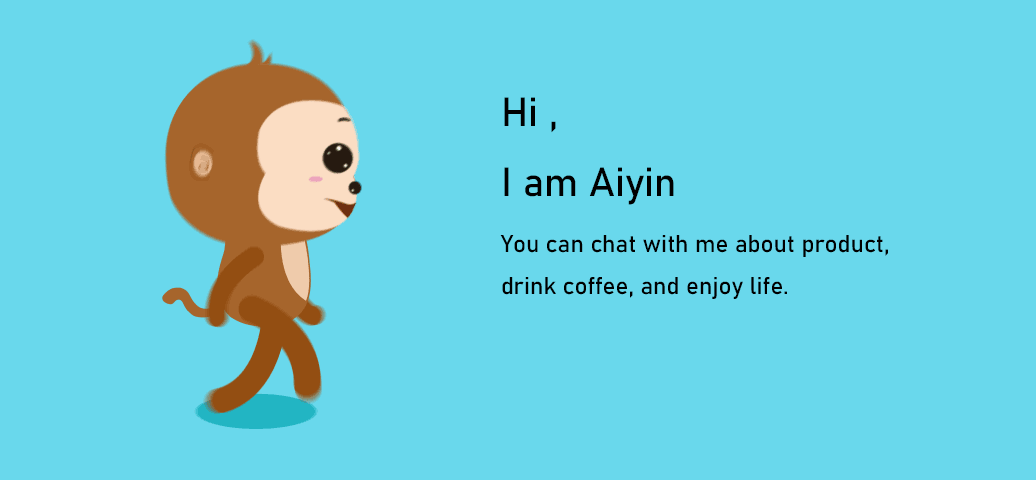 Hi ,
I am Aiyin
You can chat with me about product,
drink coffee, and enjoy life.